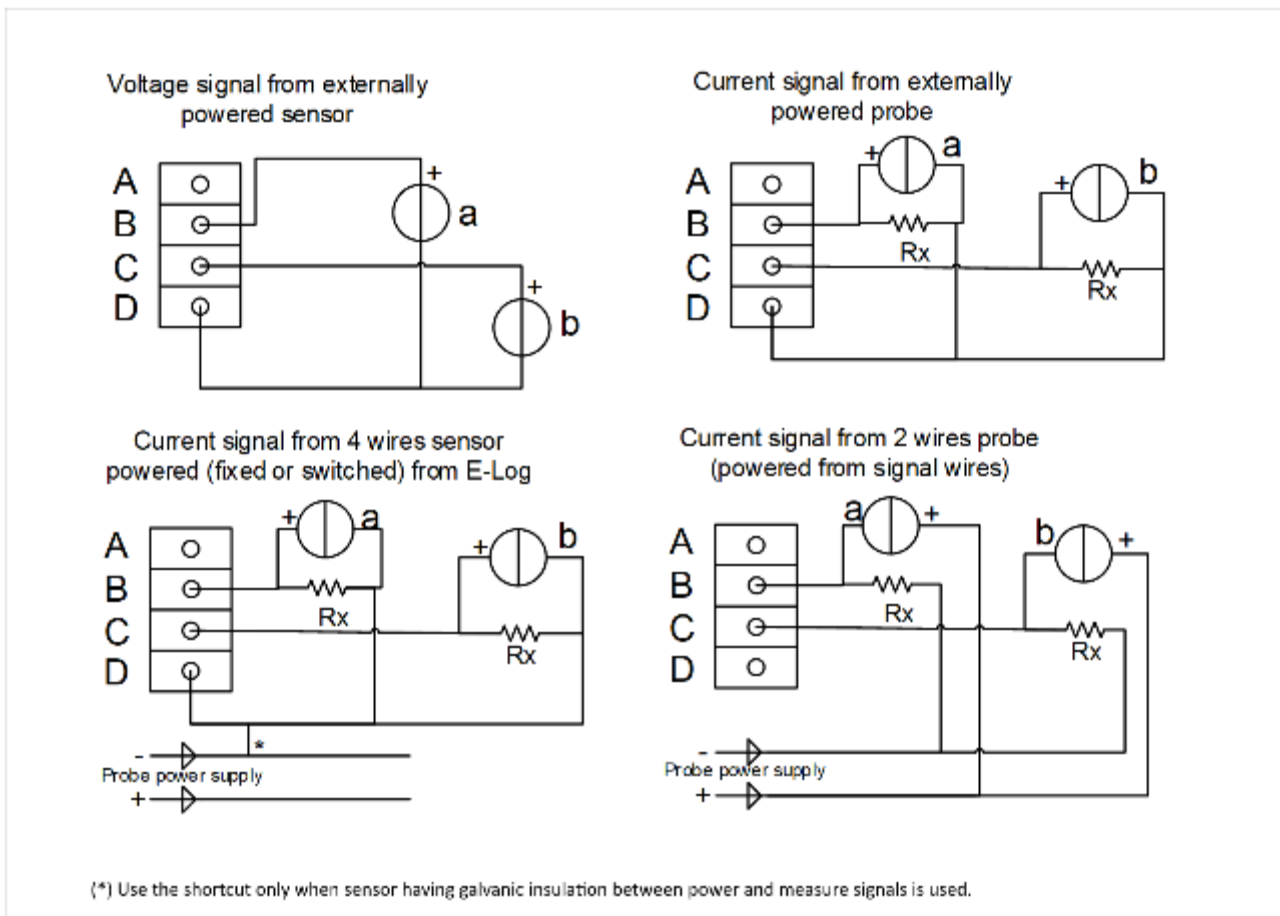 Voltage signal from externally
powered sensor
A
B
C
D
+
a
+
b
Current signal from externally
powered probe
A
B
C
D
+
a
Rx
+
b
Rx
Current signal from 4 wires sensor
powered (fixed or switched) from E-Log
A
B
C
D
+
a
Rx
+
b
Rx
*
-
Probe power supply
+
Current signal from 2 wires probe
(powered from signal wires)
A
B
C
D
a
+
Rx
b
+
Rx
-
Probe power supply
+
(*) Use the shortcut only when sensor having galvanic insulation between power and measure signals is used.